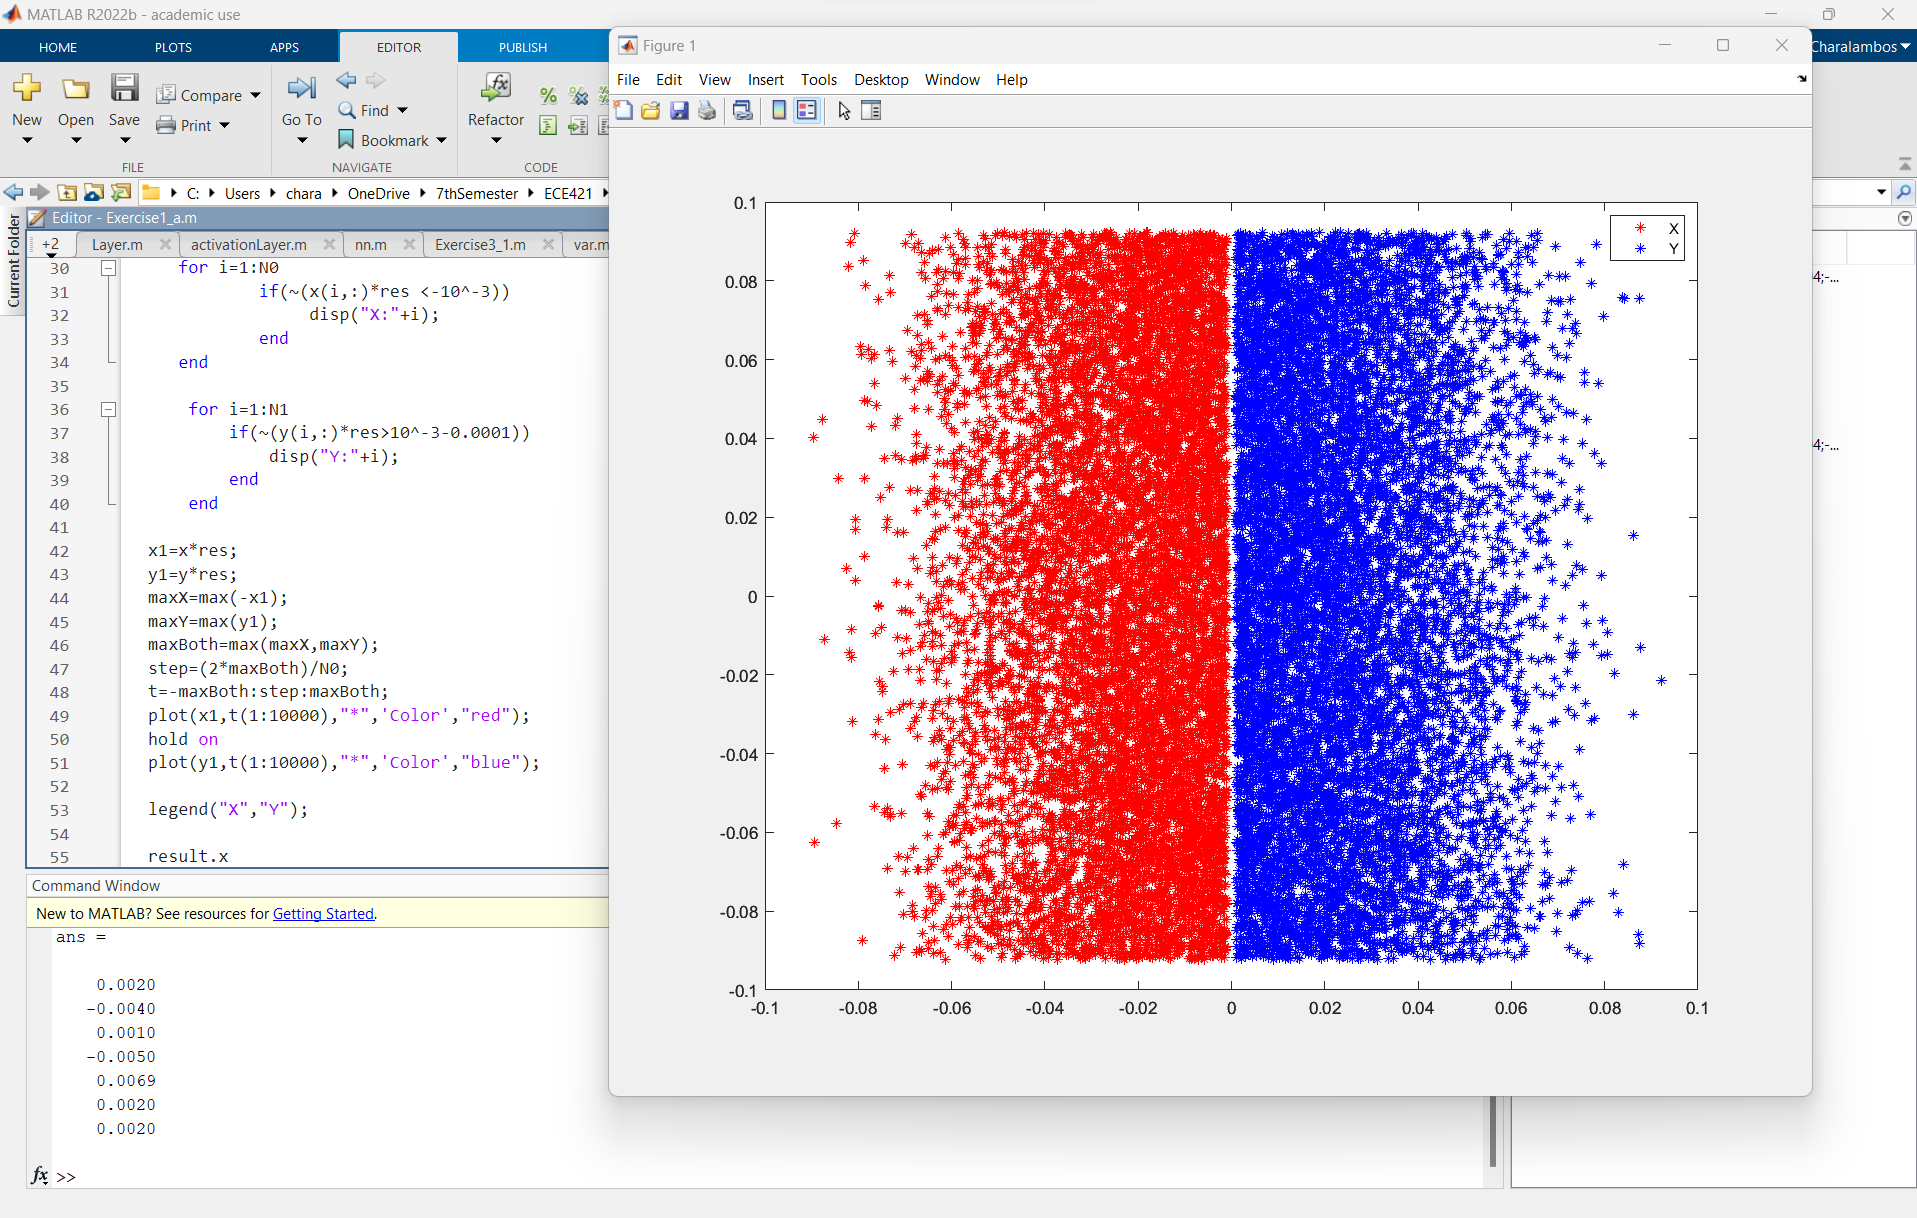 MATLAB R2022b - academic use
HOME PLOTS APPS EDITOR PUBLISH
Charalambos
New Open Save Compare Print
FILE
Go To Find Bookmark
NAVIGATE
Refactor
CODE
C: Users chara OneDrive 7thSemester ECE421
Current Folder
Editor - Exercise1_a.m
+2 Layer.m activationLayer.m nn.m Exercise3_1.m var.m
30 for i=1:N0
31 if(~(x(i,:)*res <-10^-3))
32 disp("X:"+i);
33 end
34 end
35
36 for i=1:N1
37 if(~(y(i,:)*res>10^-3-0.0001))
38 disp("Y:"+i);
39 end
40 end
41
42 x1=x*res;
43 y1=y*res;
44 maxX=max(-x1);
45 maxY=max(y1);
46 maxBoth=max(maxX,maxY);
47 step=(2*maxBoth)/N0;
48 t=-maxBoth:step:maxBoth;
49 plot(x1,t(1:10000),"*",'Color',"red");
50 hold on
51 plot(y1,t(1:10000),"*",'Color',"blue");
52
53 legend("X","Y");
54
55 result.x
Command Window
New to MATLAB? See resources for Getting Started.
ans =
0.0020
-0.0040
0.0010
-0.0050
0.0069
0.0020
0.0020
fx >>
Figure 1
File Edit View Insert Tools Desktop Window Help
0.1
0.08
0.06
0.04
0.02
0
-0.02
-0.04
-0.06
-0.08
-0.1
-0.1 -0.08 -0.06 -0.04 -0.02 0 0.02 0.04 0.06 0.08 0.1
X
Y
4;-...
4;-...